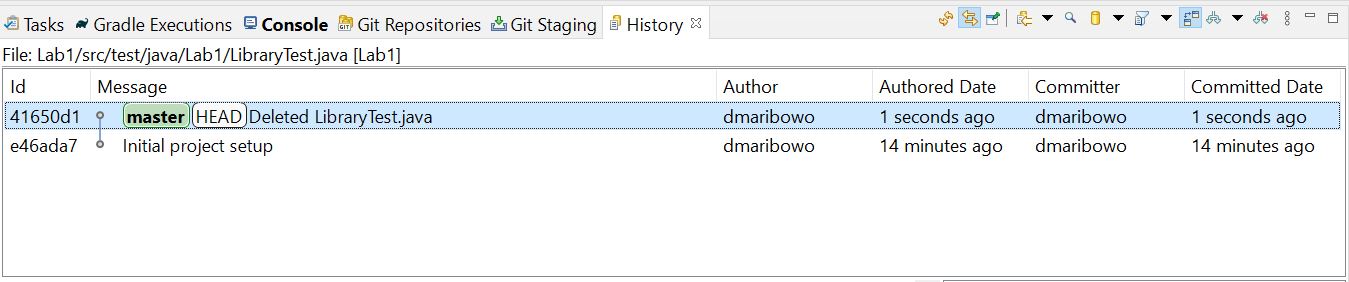 Tasks Gradle Executions Console Git Repositories Git Staging History
File: Lab1/src/test/java/Lab1/LibraryTest.java [Lab1]
Id Message Author Authored Date Committer Committed Date
41650d1 master HEAD Deleted LibraryTest.java dmaribowo 1 seconds ago dmaribowo 1 seconds ago
e46ada7 Initial project setup dmaribowo 14 minutes ago dmaribowo 14 minutes ago